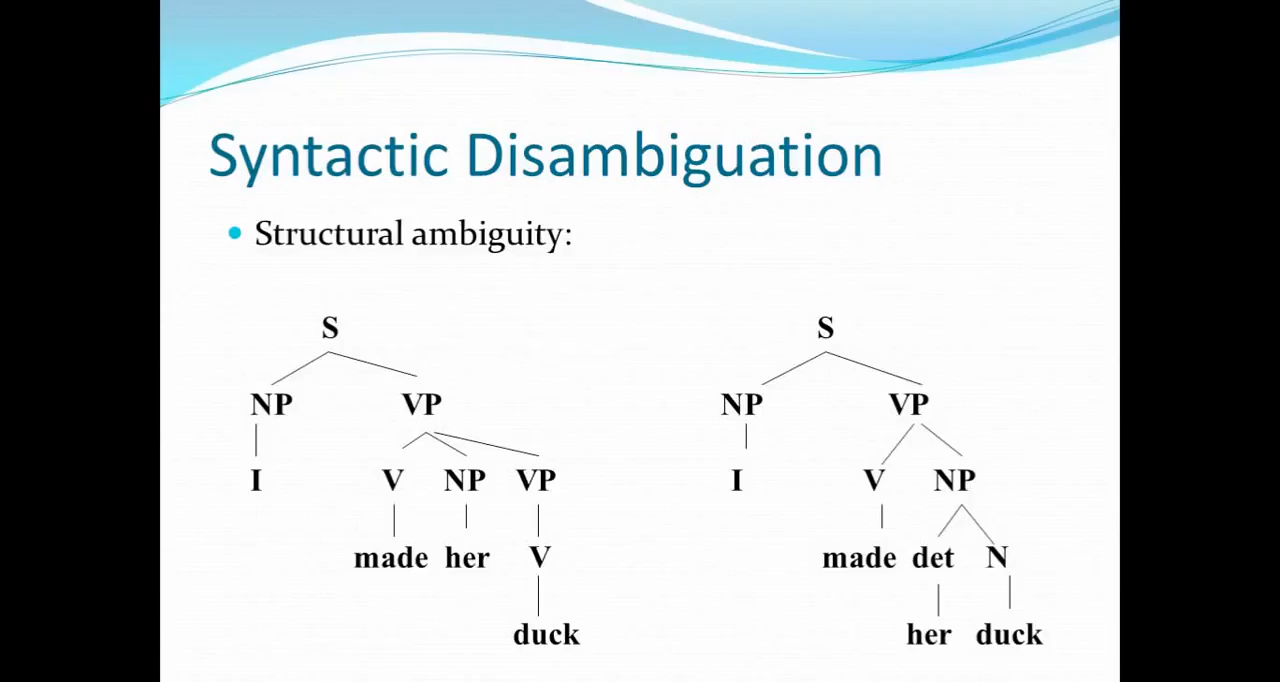 Syntactic Disambiguation
• Structural ambiguity:
S S
NP VP NP VP
I V NP VP I V NP
made her V made det N
duck her duck